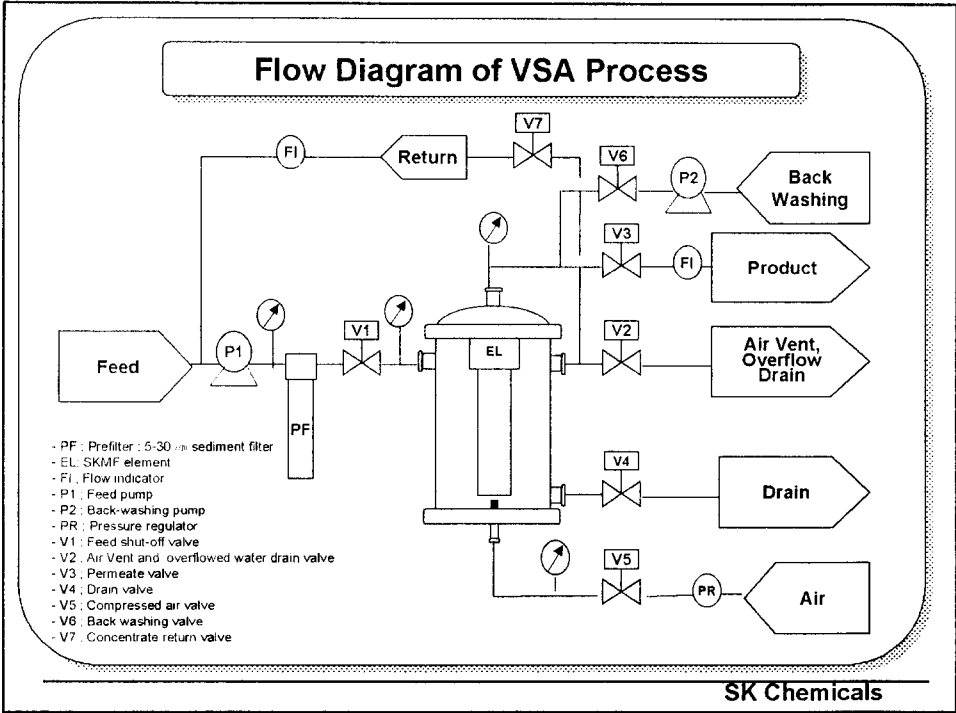 Flow Diagram of VSA Process
V7
FI
Return
V6
P2
Back
Washing
V3
FI
Product
V1
P1
Feed
EL
V2
Air Vent,
Overflow
Drain
PF
V4
Drain
V5
PR
Air
- PF ; Prefilter ; 5-30 ㎛ sediment filter
- EL; SKMF element
- FI ; Flow indicator
- P1 ; Feed pump
- P2 ; Back-washing pump
- PR ; Pressure regulator
- V1 ; Feed shut-off valve
- V2 ; Air Vent and overflowed water drain valve
- V3 ; Permeate valve
- V4 ; Drain valve
- V5 ; Compressed air valve
- V6 ; Back washing valve
- V7 ; Concentrate return valve
SK Chemicals